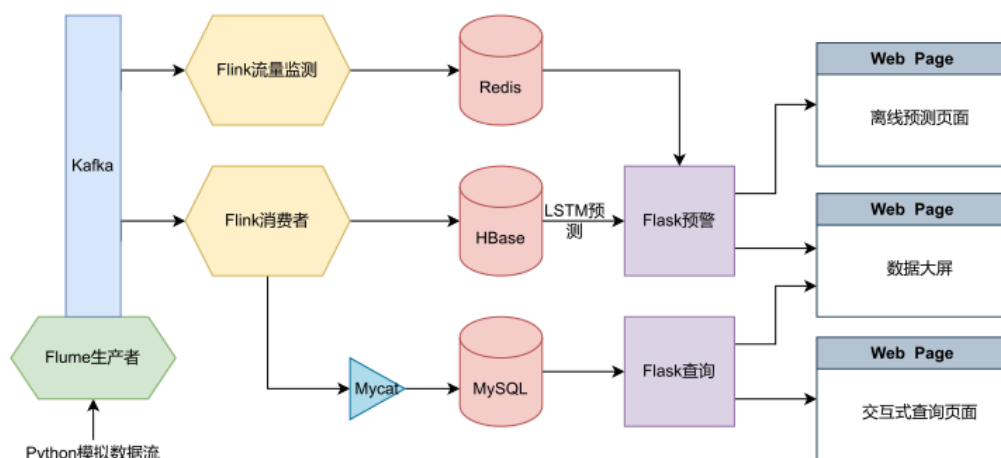 Kafka
Flume生产者
Python模拟数据流
Flink流量监测
Redis
Flink消费者
HBase
LSTM预
测
Flask预警
Mycat
MySQL
Flask查询
Web Page
离线预测页面
Web Page
数据大屏
Web Page
交互式查询页面